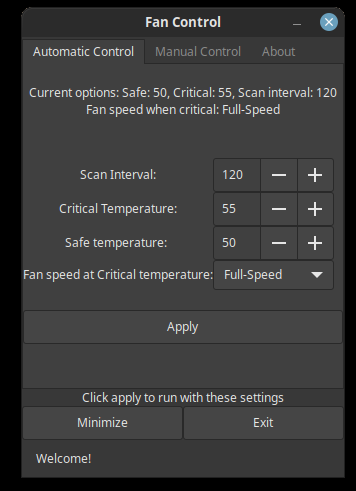 Fan Control
Automatic Control
Manual Control
About
Current options: Safe: 50, Critical: 55, Scan interval: 120
Fan speed when critical: Full-Speed
Scan Interval: 120
Critical Temperature: 55
Safe temperature: 50
Fan speed at Critical temperature: Full-Speed
Apply
Click apply to run with these settings
Minimize
Exit
Welcome!